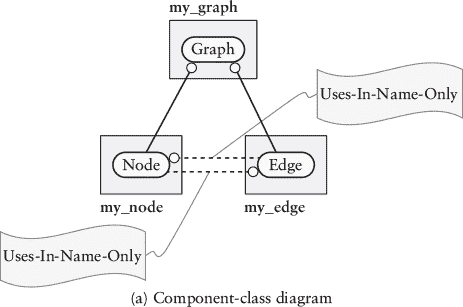 my_graph
Graph
Uses-In-Name-Only
Node
Edge
my_node
my_edge
Uses-In-Name-Only
(a) Component-class diagram